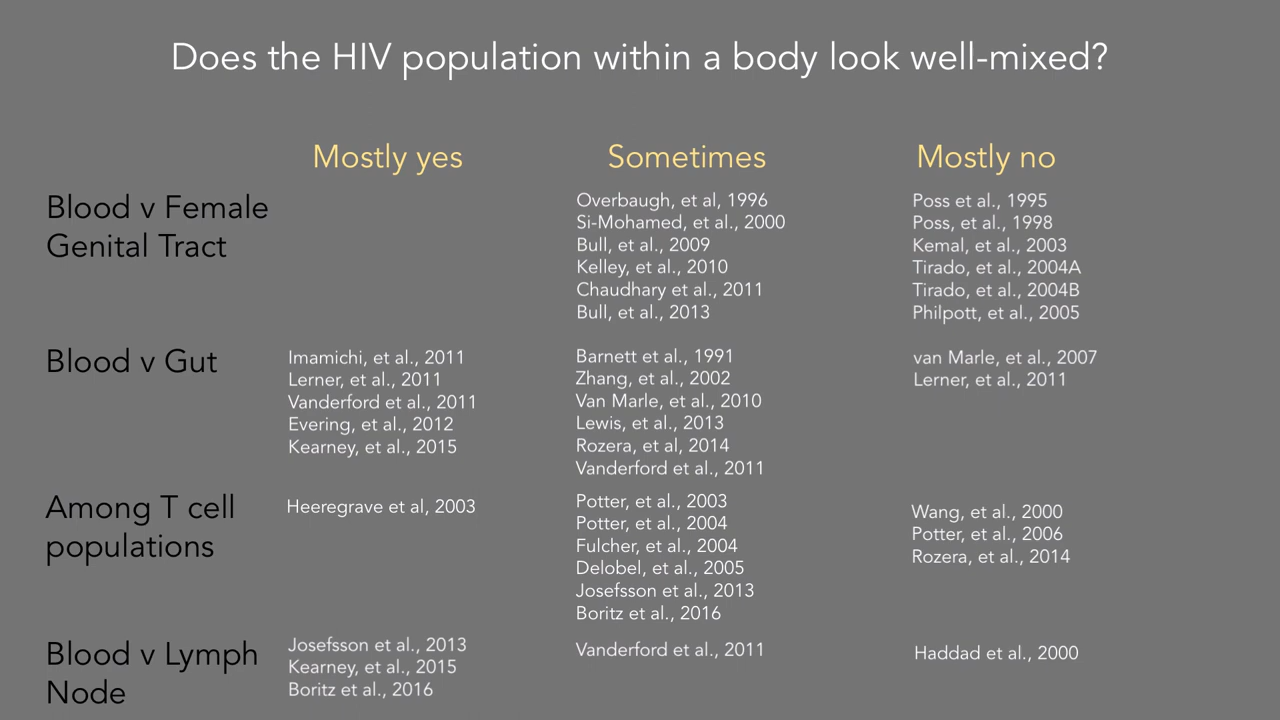 Does the HIV population within a body look well-mixed?
Mostly yes
Sometimes
Mostly no
Blood v Female
Genital Tract
Overbaugh, et al, 1996
Si-Mohamed, et al., 2000
Bull, et al., 2009
Kelley, et al., 2010
Chaudhary et al., 2011
Bull, et al., 2013
Poss et al., 1995
Poss, et al., 1998
Kemal, et al., 2003
Tirado, et al., 2004A
Tirado, et al., 2004B
Philpott, et al., 2005
Blood v Gut
Imamichi, et al., 2011
Lerner, et al., 2011
Vanderford et al., 2011
Evering, et al., 2012
Kearney, et al., 2015
Barnett et al., 1991
Zhang, et al., 2002
Van Marle, et al., 2010
Lewis, et al., 2013
Rozera, et al, 2014
Vanderford et al., 2011
van Marle, et al., 2007
Lerner, et al., 2011
Among T cell
populations
Heeregrave et al, 2003
Potter, et al., 2003
Potter, et al., 2004
Fulcher, et al., 2004
Delobel, et al., 2005
Josefsson et al., 2013
Boritz et al., 2016
Wang, et al., 2000
Potter, et al., 2006
Rozera, et al., 2014
Blood v Lymph
Node
Josefsson et al., 2013
Kearney, et al., 2015
Boritz et al., 2016
Vanderford et al., 2011
Haddad et al., 2000